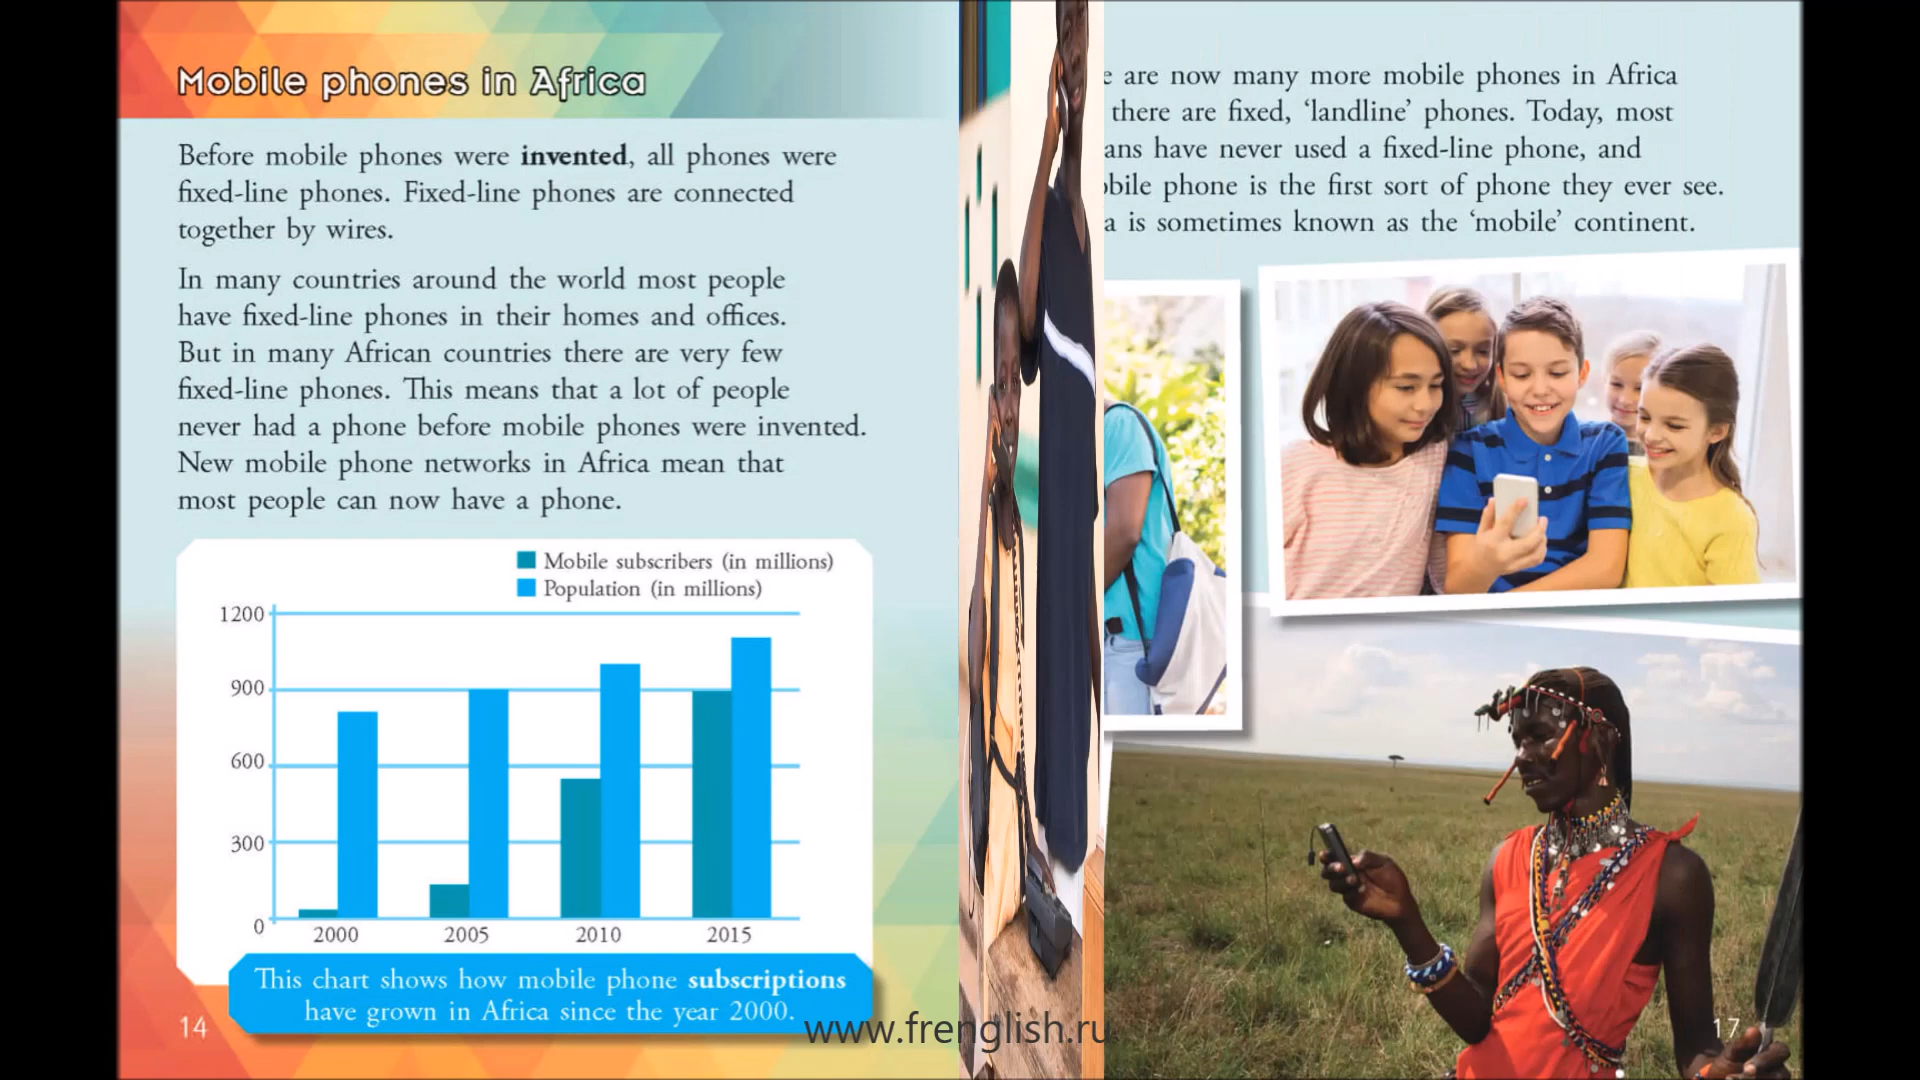 Mobile phones in Africa
Before mobile phones were invented, all phones were
fixed-line phones. Fixed-line phones are connected
together by wires.
In many countries around the world most people
have fixed-line phones in their homes and offices.
But in many African countries there are very few
fixed-line phones. This means that a lot of people
never had a phone before mobile phones were invented.
New mobile phone networks in Africa mean that
most people can now have a phone.
Mobile subscribers (in millions)
Population (in millions)
1200
900
600
300
0
2000 2005 2010 2015
This chart shows how mobile phone subscriptions
have grown in Africa since the year 2000.
14
are now many more mobile phones in Africa
there are fixed, ‘landline’ phones. Today, most
have never used a fixed-line phone, and
phone is the first sort of phone they ever see.
is sometimes known as the ‘mobile’ continent.
17
www.frenglish.ru